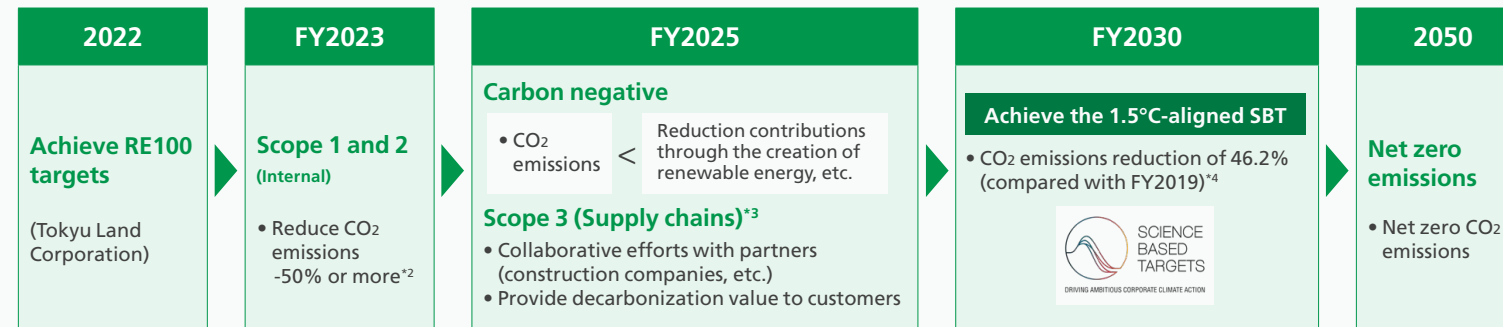 2022
Achieve RE100
targets
(Tokyu Land
Corporation)
FY2023
Scope 1 and 2
(Internal)
• Reduce CO2
emissions
-50% or more*2
FY2025
Carbon negative
• CO2
emissions
<
Reduction contributions
through the creation of
renewable energy, etc.
Scope 3 (Supply chains)*3
• Collaborative efforts with partners
(construction companies, etc.)
• Provide decarbonization value to customers
FY2030
Achieve the 1.5°C-aligned SBT
• CO2 emissions reduction of 46.2%
(compared with FY2019)*4
SCIENCE
BASED
TARGETS
DRIVING AMBITIOUS CORPORATE CLIMATE ACTION
2050
Net zero
emissions
• Net zero CO2
emissions